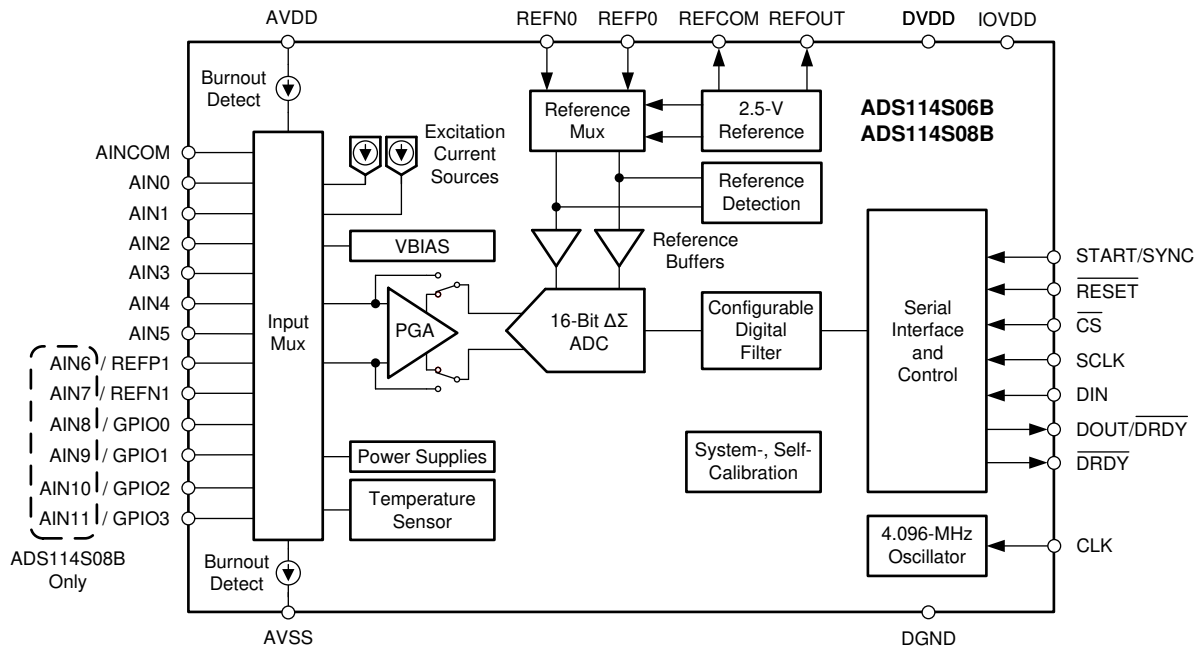 AVDD
REFN0
REFP0
REFCOM
REFOUT
DVDD
IOVDD
Burnout
Detect
Reference
Mux
2.5-V
Reference
ADS114S06B
ADS114S08B
Excitation
Current
Sources
AINCOM
AIN0
AIN1
AIN2
AIN3
AIN4
AIN5
AIN6 / REFP1
AIN7 / REFN1
AIN8 / GPIO0
AIN9 / GPIO1
AIN10 / GPIO2
AIN11 / GPIO3
ADS114S08B
Only
Input
Mux
VBIAS
PGA
Reference
Detection
Reference
Buffers
16-Bit ΔΣ
ADC
Configurable
Digital
Filter
Serial
Interface
and
Control
START/SYNC
RESET
CS
SCLK
DIN
DOUT/DRDY
DRDY
Power Supplies
Temperature
Sensor
System-, Self-
Calibration
4.096-MHz
Oscillator
CLK
Burnout
Detect
AVSS
DGND